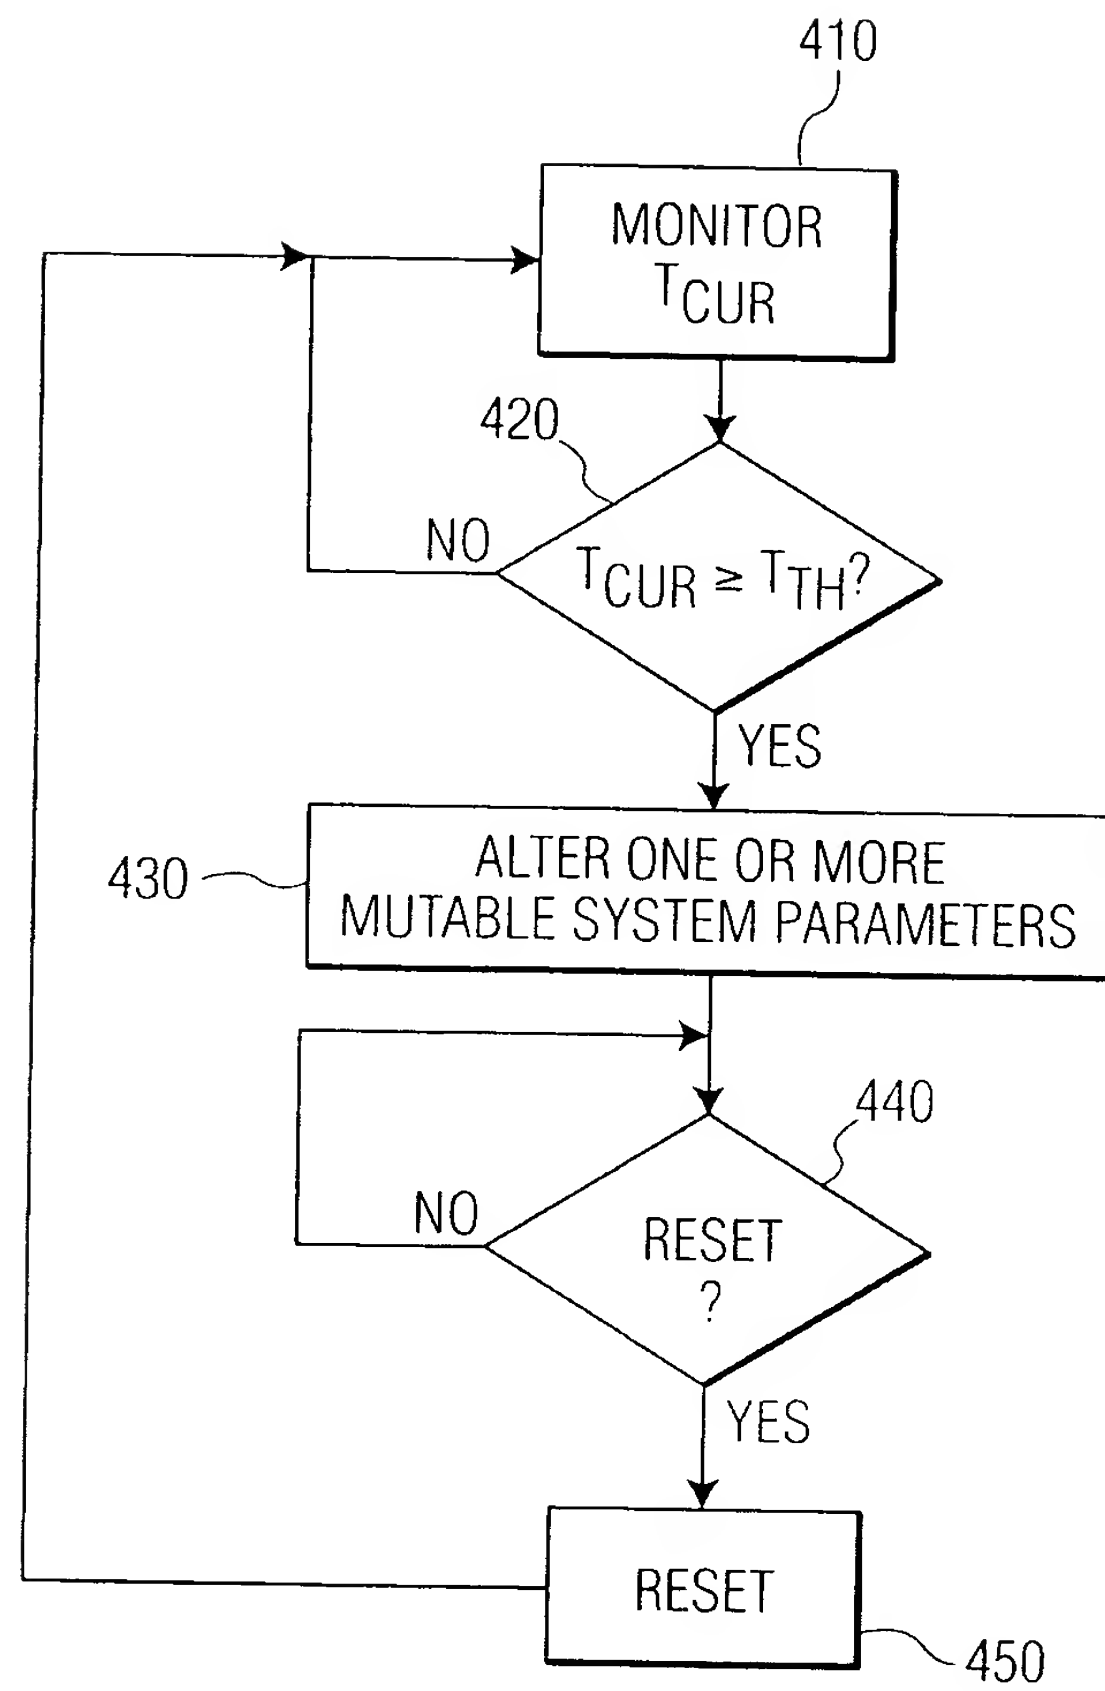 410
MONITOR
TCUR
420
NO
TCUR ≥ TTH?
YES
430
ALTER ONE OR MORE
MUTABLE SYSTEM PARAMETERS
440
NO
RESET
?
YES
RESET
450